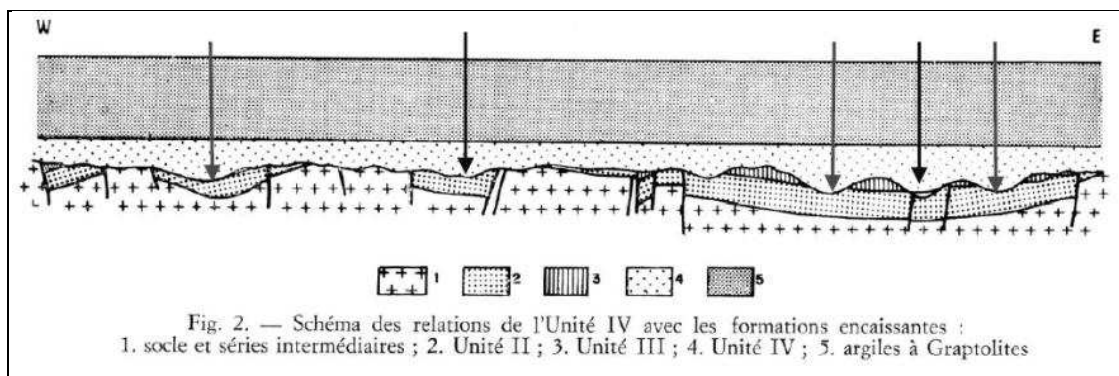 W E
1 2 3 4 5
Fig. 2. — Schéma des relations de l'Unité IV avec les formations encaissantes :
1. socle et séries intermédiaires ; 2. Unité II ; 3. Unité III ; 4. Unité IV ; 5. argiles à Graptolites